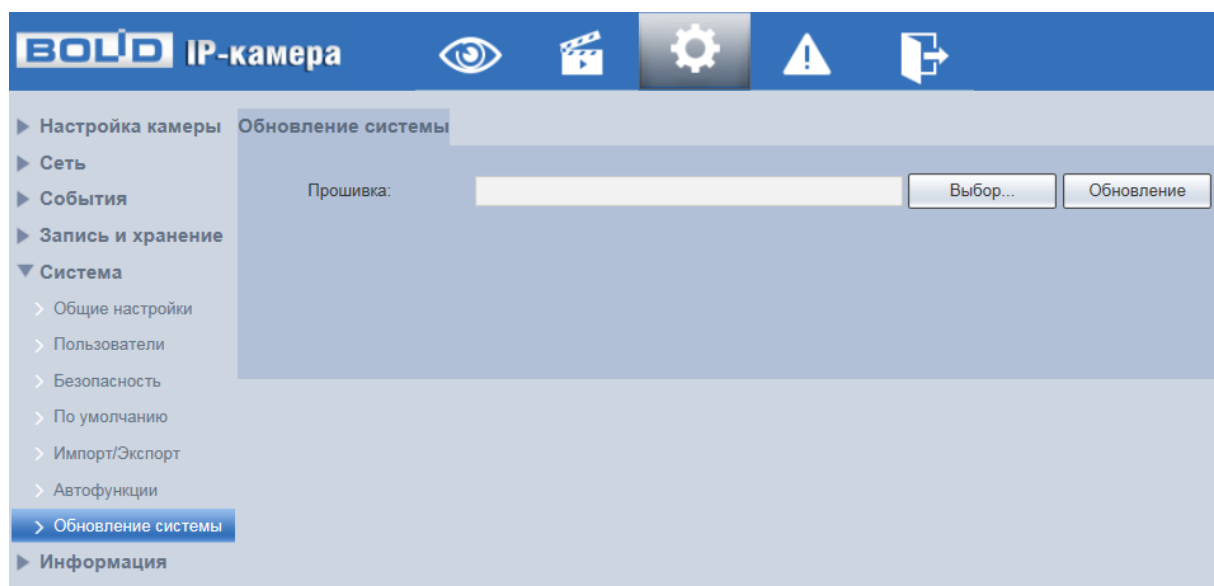 BOLID IP-камера
Настройка камеры
Обновление системы
Сеть
Прошивка:
Выбор...
Обновление
События
Запись и хранение
Система
Общие настройки
Пользователи
Безопасность
По умолчанию
Импорт/Экспорт
Автофункции
Обновление системы
Информация